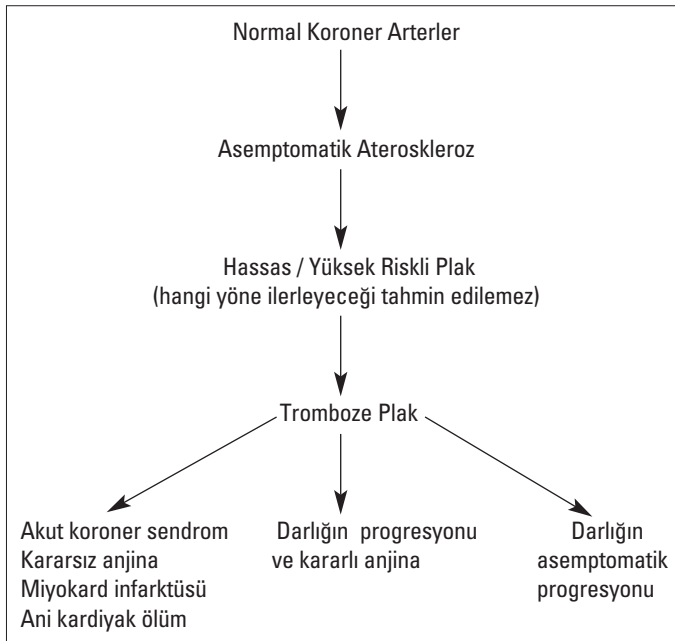 Normal Koroner Arterler
Asemptomatik Ateroskleroz
Hassas / Yüksek Riskli Plak
(hangi yöne ilerleyeceği tahmin edilemez)
Tromboze Plak
Akut koroner sendrom
Kararsız anjina
Miyokard infarktüsü
Ani kardiyak ölüm
Darlığın progresyonu
ve kararlı anjina
Darlığın
asemptomatik
progresyonu